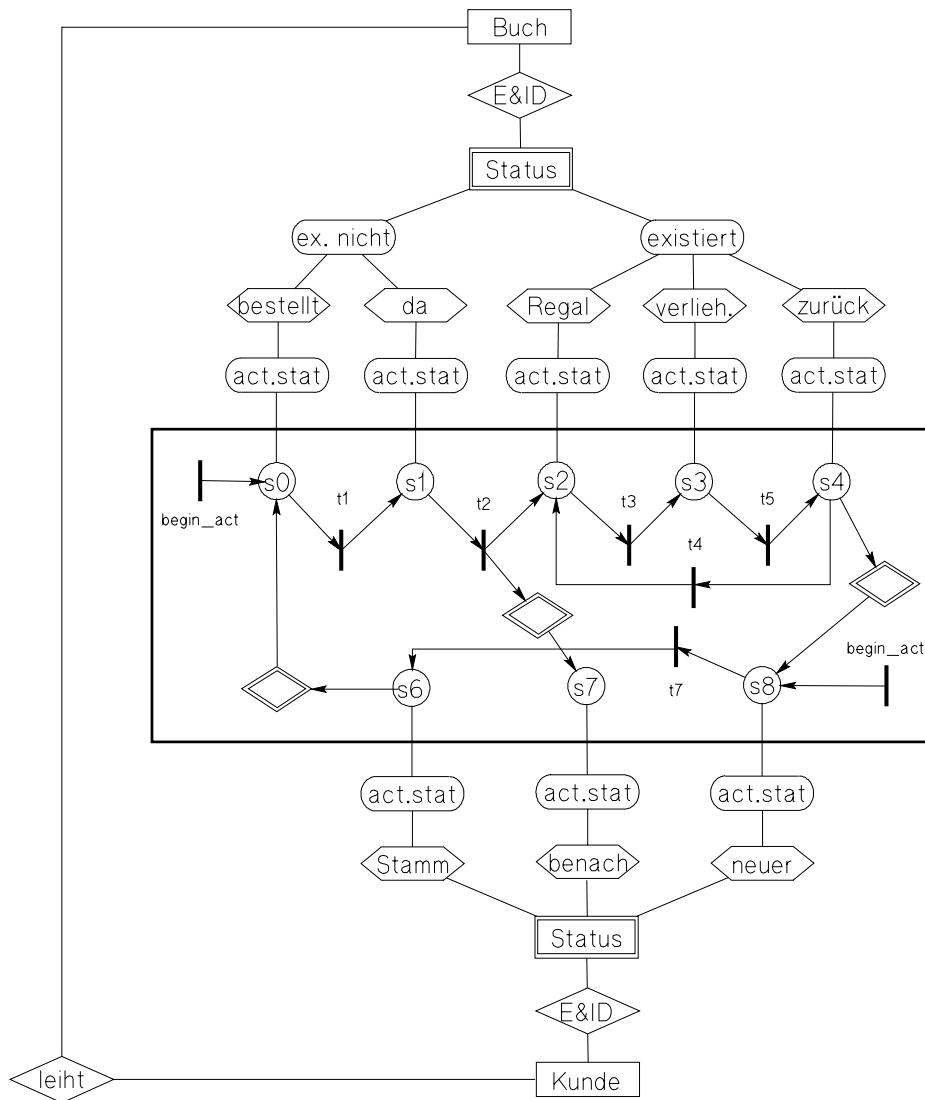 Buch
E&ID
Status
ex. nicht
existiert
bestellt
da
Regal
verlieh.
zurück
act.stat
act.stat
act.stat
act.stat
act.stat
s0
s1
s2
s3
s4
t1
t2
t3
t5
begin_act
t4
begin_act
s6
s7
t7
s8
act.stat
act.stat
act.stat
Stamm
benach
neuer
Status
E&ID
leiht
Kunde